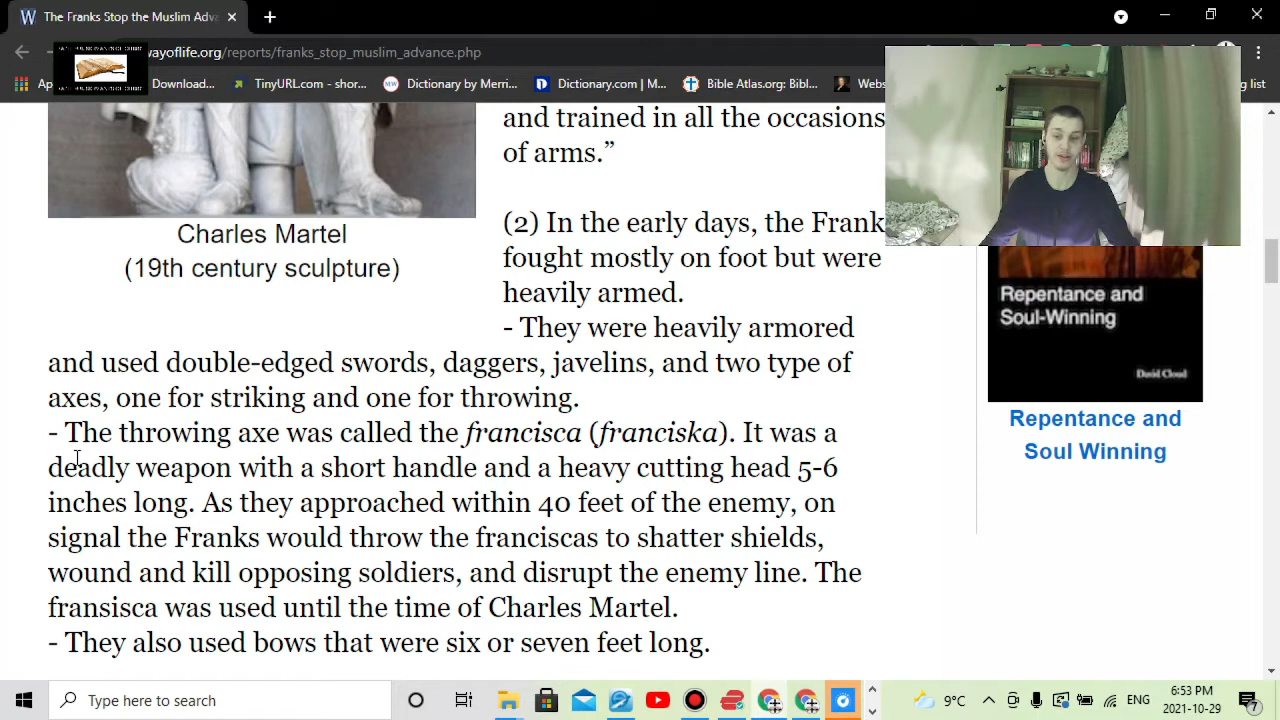 The Franks Stop the Muslim Adv
wayoflife.org/reports/franks_stop_muslim_advance.php
Ap
Download...
TinyURL.com - shor...
MW
Dictionary by Merri...
Dictionary.com | M...
Bible Atlas.org: Bibl...
Webs
g list
and trained in all the occasions
of arms.”
Charles Martel
(19th century sculpture)
(2) In the early days, the Frank
fought mostly on foot but were
heavily armed.
- They were heavily armored
and used double-edged swords, daggers, javelins, and two type of
axes, one for striking and one for throwing.
- The throwing axe was called the francisca (franciska). It was a
deadly weapon with a short handle and a heavy cutting head 5-6
inches long. As they approached within 40 feet of the enemy, on
signal the Franks would throw the franciscas to shatter shields,
wound and kill opposing soldiers, and disrupt the enemy line. The
fransisca was used until the time of Charles Martel.
- They also used bows that were six or seven feet long.
Repentance and
Soul-Winning
David Cloud
Repentance and
Soul Winning
Type here to search
9°C
ENG
6:53 PM
2021-10-29
7